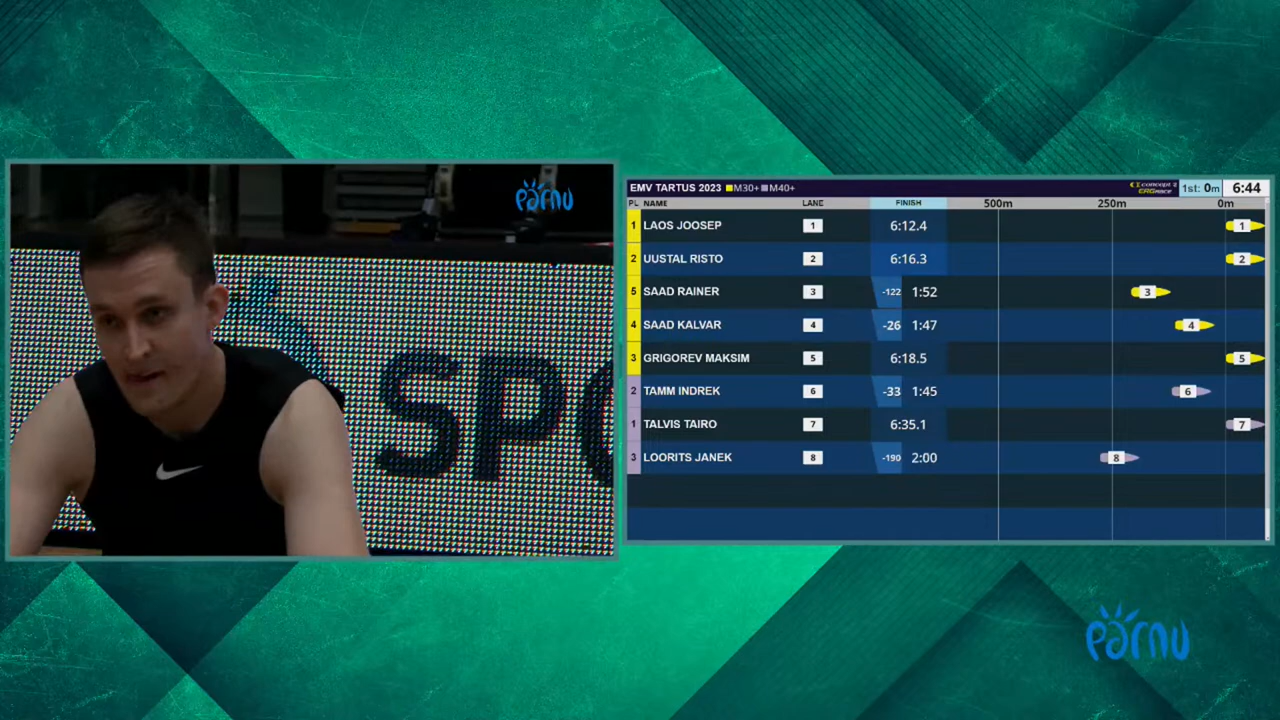 pärnu
SPO
EMV TARTUS 2023 M30+ M40+ concept 2 ERGrace 1st: 0m 6:44
PL NAME LANE FINISH 500m 250m 0m
1 LAOS JOOSEP 1 6:12.4 1
2 UUSTAL RISTO 2 6:16.3 2
5 SAAD RAINER 3 -122 1:52 3
4 SAAD KALVAR 4 -26 1:47 4
3 GRIGOREV MAKSIM 5 6:18.5 5
2 TAMM INDREK 6 -33 1:45 6
1 TALVIS TAIRO 7 6:35.1 7
3 LOORITS JANEK 8 -190 2:00 8
pärnu